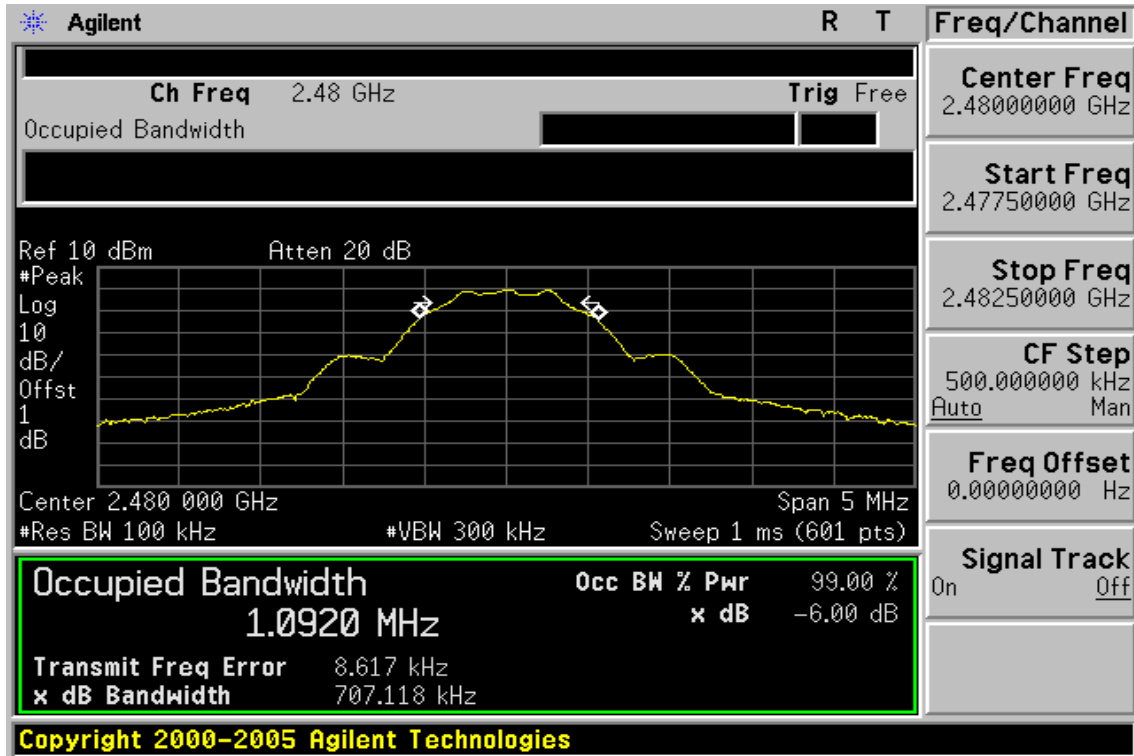 Agilent R T
Ch Freq 2.48 GHz Trig Free
Occupied Bandwidth
Ref 10 dBm Atten 20 dB
#Peak
Log
10
dB/
Offst
1
dB
Center 2.480 000 GHz Span 5 MHz
#Res BW 100 kHz #VBW 300 kHz Sweep 1 ms (601 pts)
Occupied Bandwidth Occ BW % Pwr 99.00 %
1.0920 MHz x dB -6.00 dB
Transmit Freq Error 8.617 kHz
x dB Bandwidth 707.118 kHz
Copyright 2000-2005 Agilent Technologies
Freq/Channel
Center Freq
2.48000000 GHz
Start Freq
2.47750000 GHz
Stop Freq
2.48250000 GHz
CF Step
500.000000 kHz
Auto Man
Freq Offset
0.00000000 Hz
Signal Track
On Off